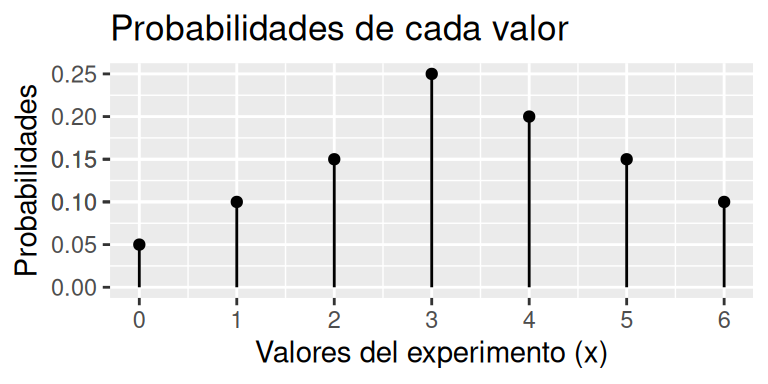 Probabilidades de cada valor
Probabilidades
0.25
0.20
0.15
0.10
0.05
0.00
0 1 2 3 4 5 6
Valores del experimento (x)